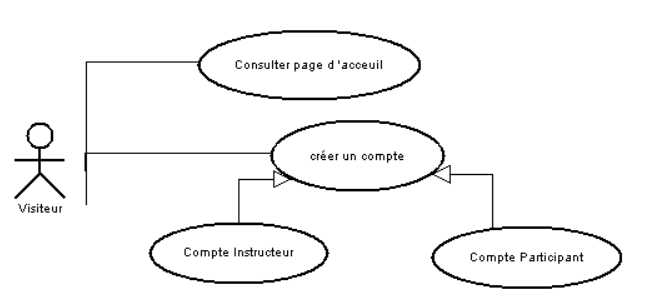 Consulter page d'acceuil
créer un compte
Visiteur
Compte Instructeur
Compte Participant